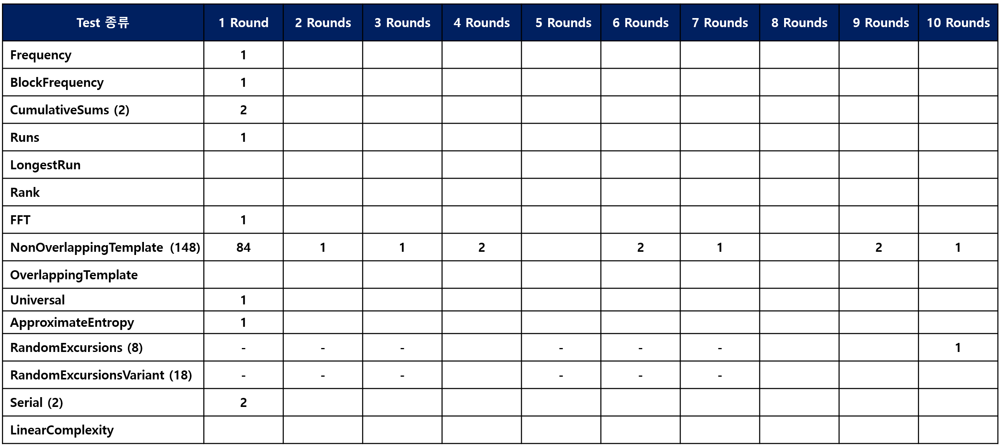 Test 종류 1 Round 2 Rounds 3 Rounds 4 Rounds 5 Rounds 6 Rounds 7 Rounds 8 Rounds 9 Rounds 10 Rounds
Frequency 1
BlockFrequency 1
CumulativeSums (2) 2
Runs 1
LongestRun
Rank
FFT 1
NonOverlappingTemplate (148) 84 1 1 2 2 1 2 1
OverlappingTemplate
Universal 1
ApproximateEntropy 1
RandomExcursions (8) - - - - - - 1
RandomExcursionsVariant (18) - - - - - -
Serial (2) 2
LinearComplexity